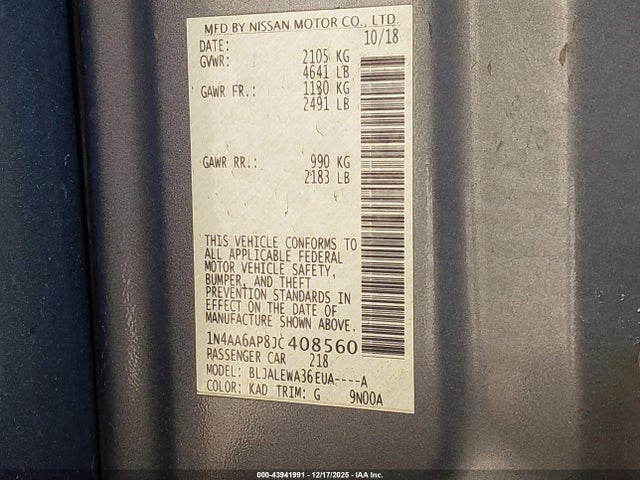 MFD BY NISSAN MOTOR CO., LTD.
DATE: 10/18
GVWR: 2105 KG
4641 LB
GAWR FR.: 1130 KG
2491 LB
GAWR RR.: 990 KG
2183 LB
THIS VEHICLE CONFORMS TO
ALL APPLICABLE FEDERAL
MOTOR VEHICLE SAFETY,
BUMPER, AND THEFT
PREVENTION STANDARDS IN
EFFECT ON THE DATE OF
MANUFACTURE SHOWN ABOVE.
1N4AA6AP8JC408560
PASSENGER CAR 218
MODEL: BLJALEWA36EUA----A
COLOR: KAD TRIM: G 9N00A
000-43941991 - 12/17/2025 - IAA Inc.